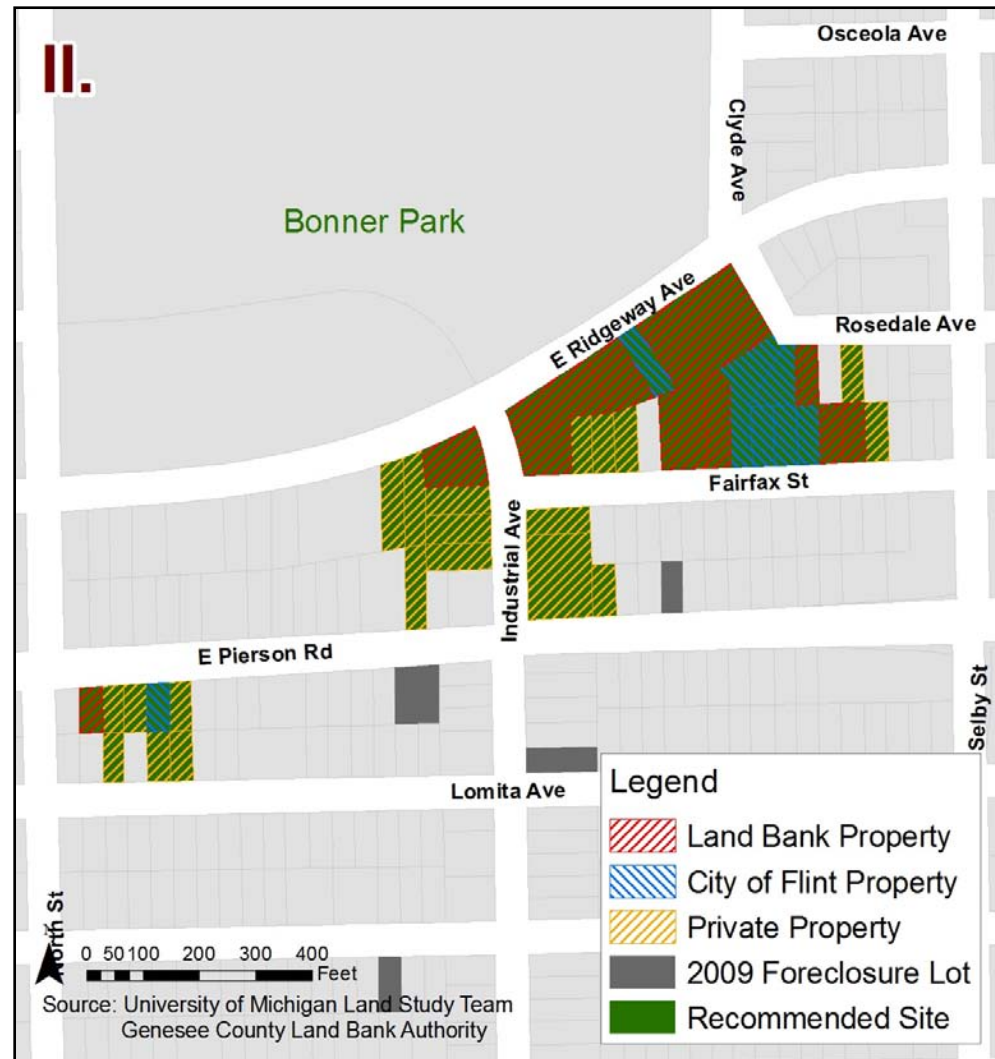 II.
Osceola Ave
Clyde Ave
Bonner Park
E Ridgeway Ave
Rosedale Ave
Fairfax St
Industrial Ave
E Pierson Rd
Selby St
Lomita Ave
North St
Legend
Land Bank Property
City of Flint Property
Private Property
2009 Foreclosure Lot
Recommended Site
0 50 100 200 300 400
Feet
Source: University of Michigan Land Study Team
Genesee County Land Bank Authority